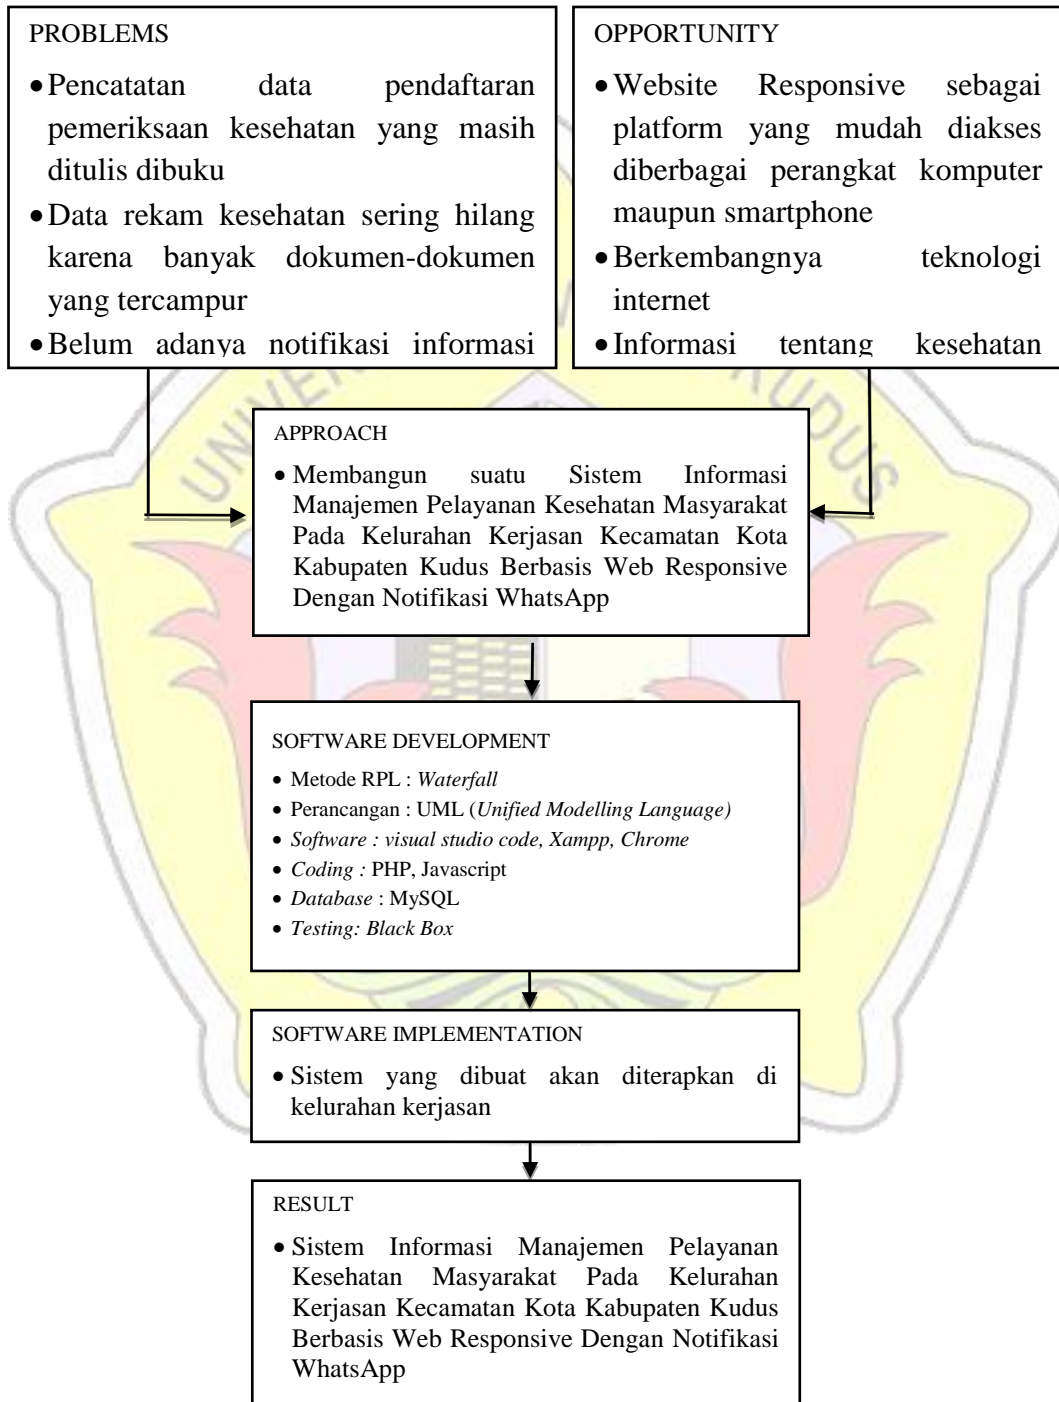 PROBLEMS
• Pencatatan data pendaftaran
pemeriksaan kesehatan yang masih
ditulis dibuku
• Data rekam kesehatan sering hilang
karena banyak dokumen-dokumen
yang tercampur
• Belum adanya notifikasi informasi
OPPORTUNITY
• Website Responsive sebagai
platform yang mudah diakses
diberbagai perangkat komputer
maupun smartphone
• Berkembangnya teknologi
internet
• Informasi tentang kesehatan
APPROACH
• Membangun suatu Sistem Informasi
Manajemen Pelayanan Kesehatan Masyarakat
Pada Kelurahan Kerjasan Kecamatan Kota
Kabupaten Kudus Berbasis Web Responsive
Dengan Notifikasi WhatsApp
SOFTWARE DEVELOPMENT
• Metode RPL : Waterfall
• Perancangan : UML (Unified Modelling Language)
• Software : visual studio code, Xampp, Chrome
• Coding : PHP, Javascript
• Database : MySQL
• Testing: Black Box
SOFTWARE IMPLEMENTATION
• Sistem yang dibuat akan diterapkan di
kelurahan kerjasan
RESULT
• Sistem Informasi Manajemen Pelayanan
Kesehatan Masyarakat Pada Kelurahan
Kerjasan Kecamatan Kota Kabupaten Kudus
Berbasis Web Responsive Dengan Notifikasi
WhatsApp